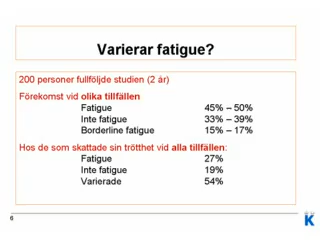 Varierar fatigue?
200 personer fullföljde studien (2 år)
Förekomst vid olika tillfällen
Fatigue 45% – 50%
Inte fatigue 33% – 39%
Borderline fatigue 15% – 17%
Hos de som skattade sin trötthet vid alla tillfällen:
Fatigue 27%
Inte fatigue 19%
Varierade 54%
6
K